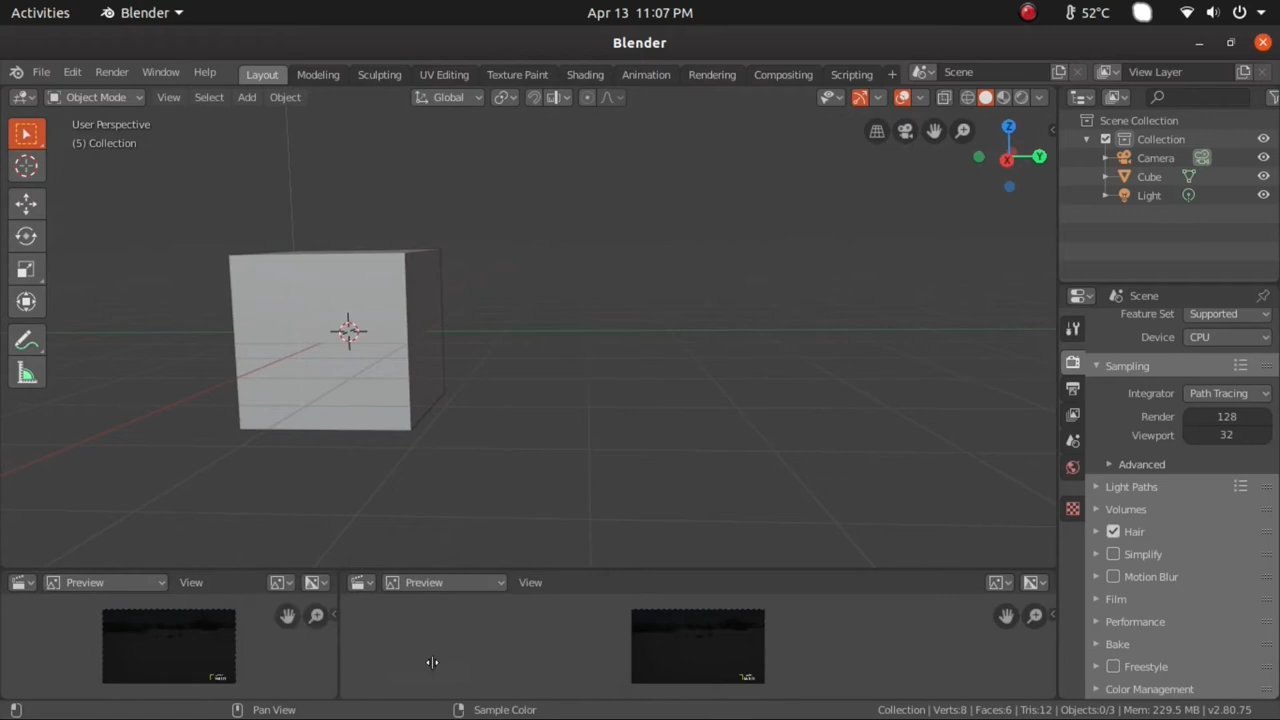 Activities Blender Apr 13 11:07 PM 52°C
Blender
File Edit Render Window Help Layout Modeling Sculpting UV Editing Texture Paint Shading Animation Rendering Compositing Scripting + Scene View Layer
Object Mode View Select Add Object Global
User Perspective
(5) Collection
Z
Y
X
Scene Collection
Collection
Camera
Cube
Light
Scene
Feature Set Supported
Device CPU
Sampling
Integrator Path Tracing
Render 128
Viewport 32
Advanced
Light Paths
Volumes
Hair
Simplify
Motion Blur
Film
Performance
Bake
Freestyle
Color Management
Preview View Preview View
Pan View Sample Color Collection | Verts:8 | Faces:6 | Tris:12 | Objects:0/3 | Mem: 229.5 MB | v2.80.75